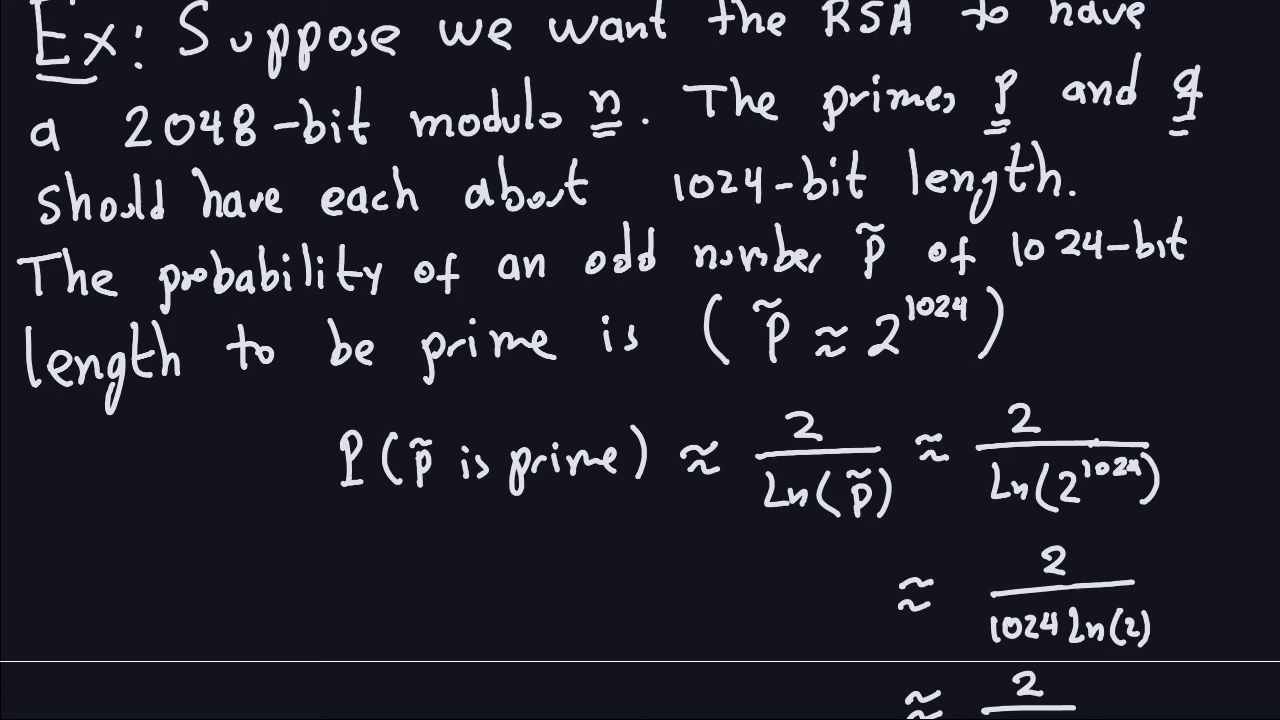 Ex: Suppose we want the RSA to have
a 2048-bit modulo n. The primes p and q
should have each about 1024-bit length.
The probability of an odd number p̃ of 1024-bit
length to be prime is (p̃ ≈ 2^1024)
P(p̃ is prime) ≈ 2/Ln(p̃) ≈ 2/Ln(2^1024)
≈ 2/1024 Ln(2)
≈ 2